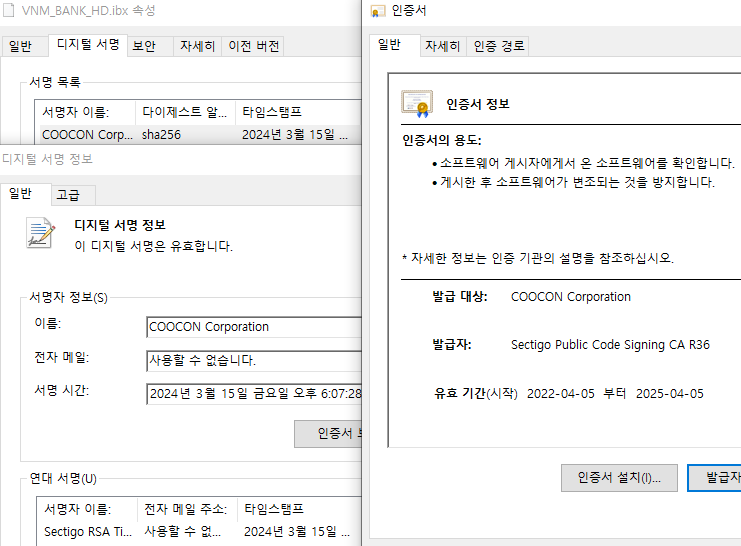 VNM_BANK_HD.ibx 속성
일반 디지털 서명 보안 자세히 이전 버전
서명 목록
서명자 이름: 다이제스트 알... 타임스탬프
COOCON Corp... sha256 2024년 3월 15일 ...
디지털 서명 정보
일반 고급
디지털 서명 정보
이 디지털 서명은 유효합니다.
서명자 정보(S)
이름: COOCON Corporation
전자 메일: 사용할 수 없습니다.
서명 시간: 2024년 3월 15일 금요일 오후 6:07:28
인증서
연대 서명(U)
서명자 이름: 전자 메일 주소: 타임스탬프
Sectigo RSA Ti... 사용할 수 없... 2024년 3월 15일 ...
인증서
일반 자세히 인증 경로
인증서 정보
인증서의 용도:
• 소프트웨어 게시자에게서 온 소프트웨어를 확인합니다.
• 게시한 후 소프트웨어가 변조되는 것을 방지합니다.
* 자세한 정보는 인증 기관의 설명을 참조하십시오.
발급 대상: COOCON Corporation
발급자: Sectigo Public Code Signing CA R36
유효 기간(시작) 2022-04-05 부터 2025-04-05
인증서 설치(I)... 발급자